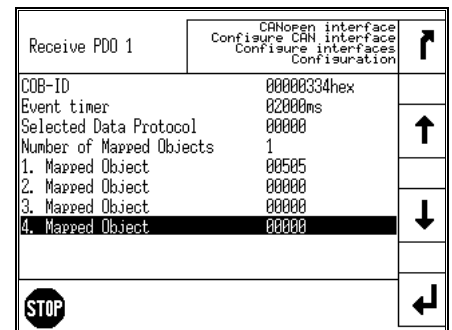 Receive PDO 1
CANopen interface
Configure CAN interface
Configure interfaces
Configuration
COB-ID 00000334hex
Event timer 02000ms
Selected Data Protocol 00000
Number of Mapped Objects 1
1. Mapped Object 00505
2. Mapped Object 00000
3. Mapped Object 00000
4. Mapped Object 00000
STOP